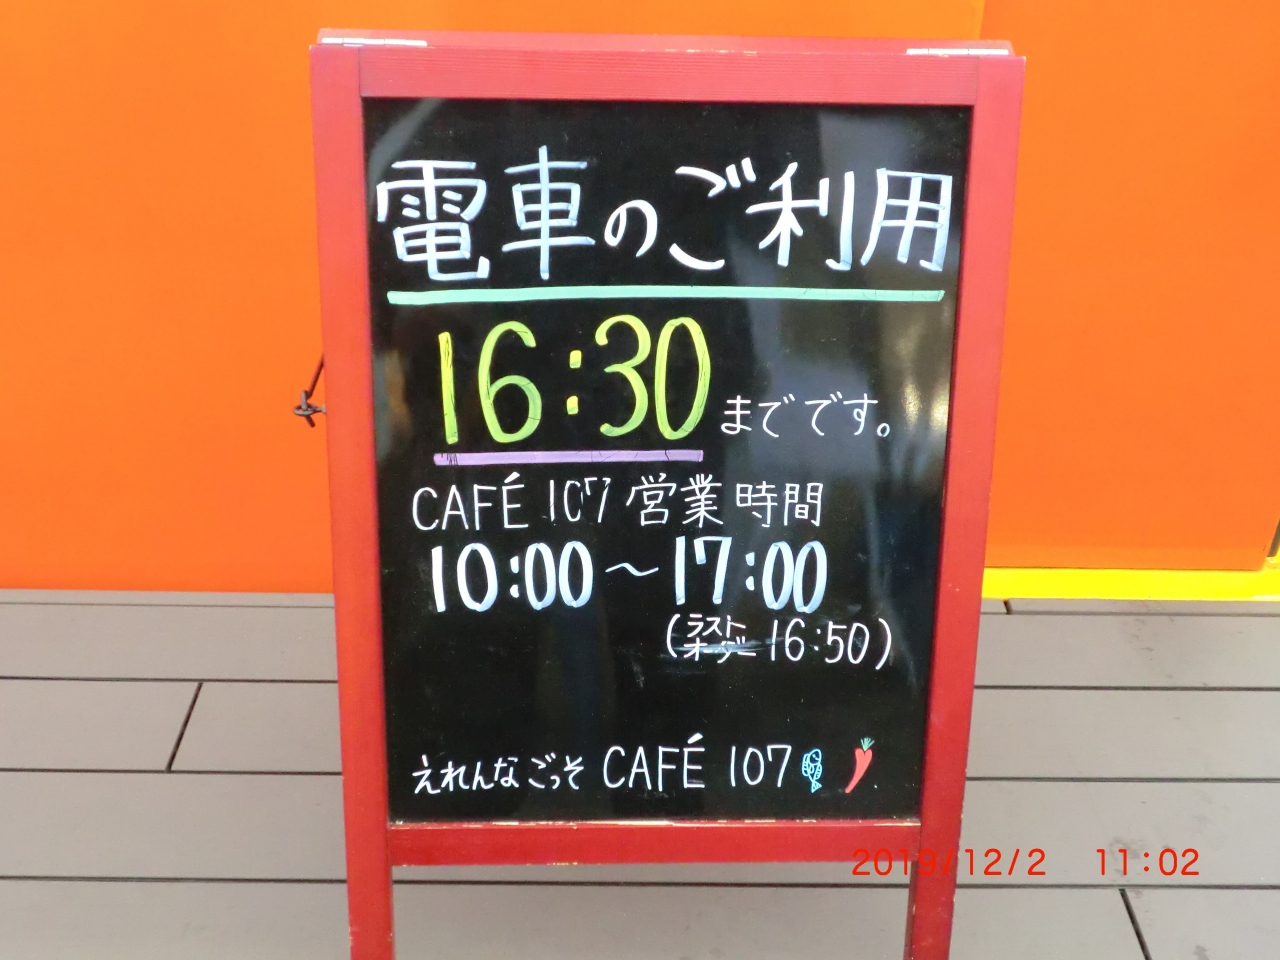 電車のご利用
16:30までです。
CAFÉ 107 営業時間
10:00～17:00
(ラストオーダー 16:50)
えれんなごっそ CAFÉ 107
2019/12/2 11:02